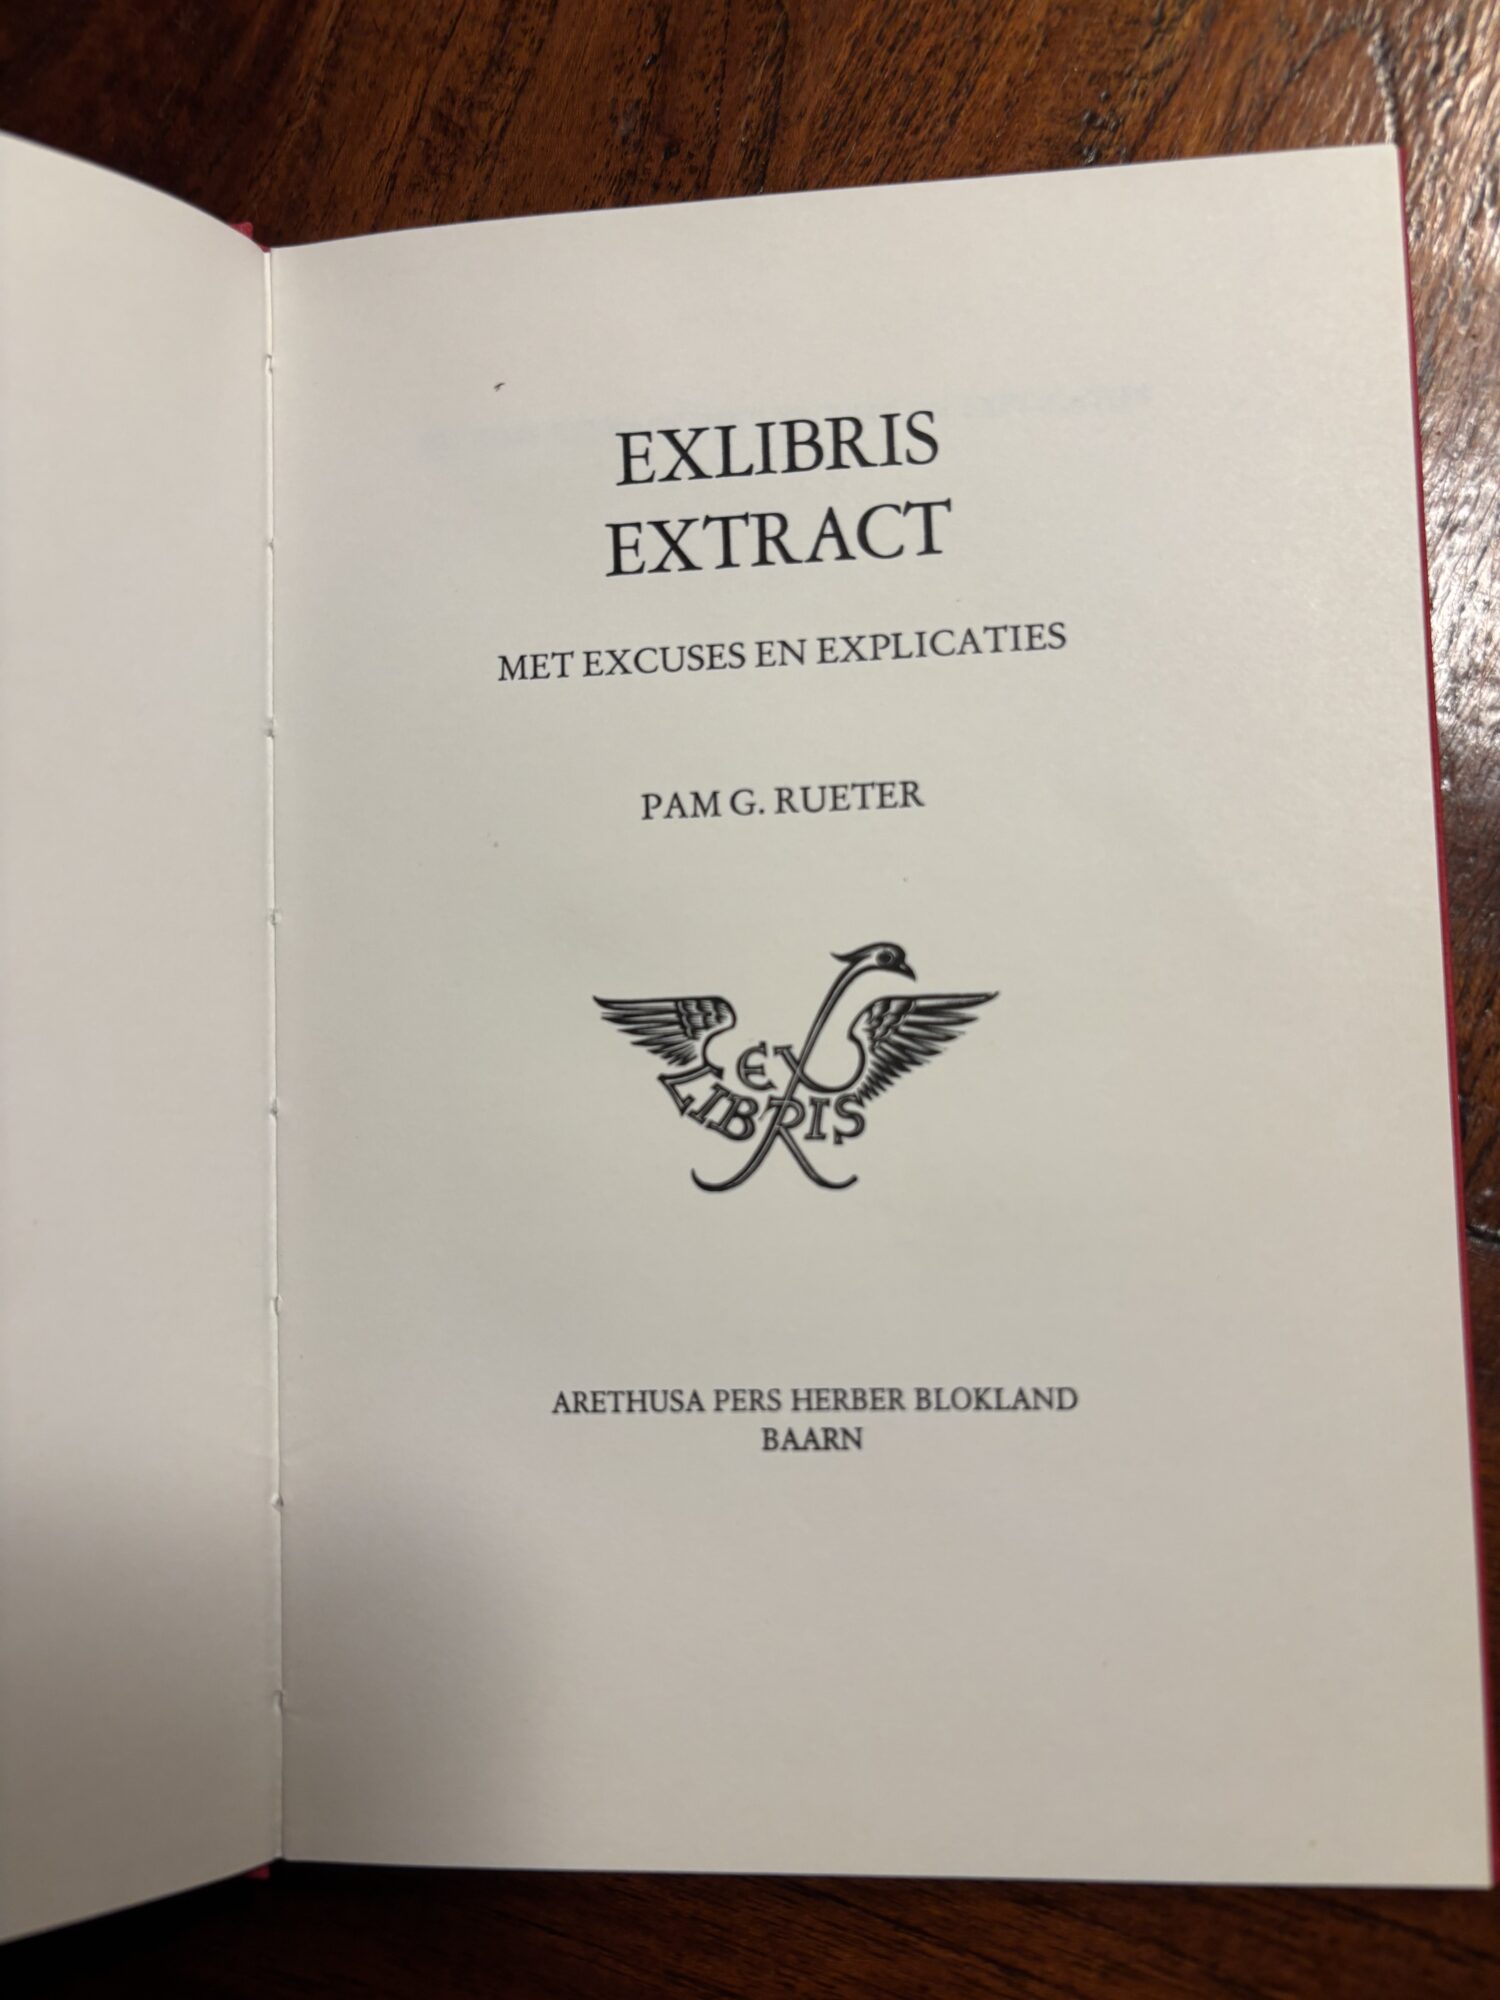 EXLIBRIS
EXTRACT
MET EXCUSES EN EXPLICATIES
PAM G. RUETER
EX
LIBRIS
ARETHUSA PERS HERBER BLOKLAND
BAARN